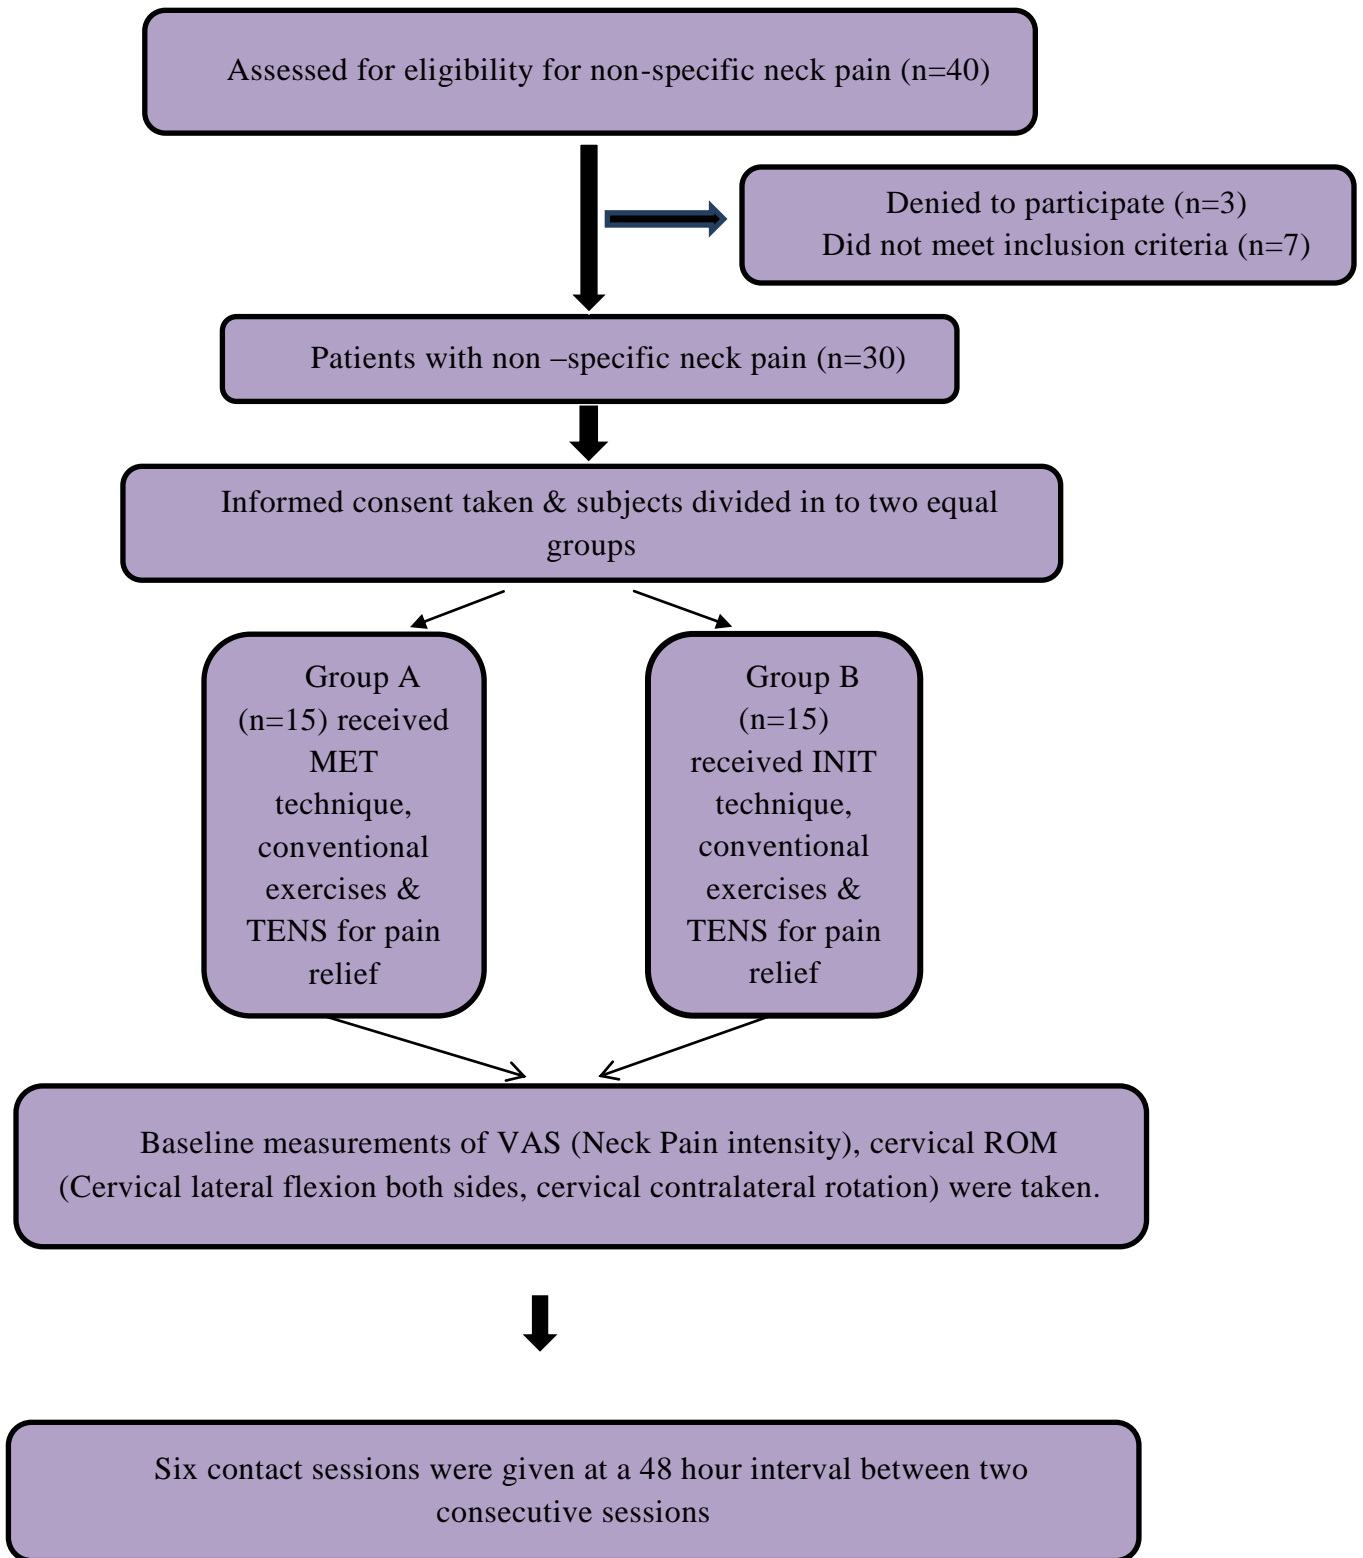 Assessed for eligibility for non-specific neck pain (n=40)
Denied to participate (n=3)
Did not meet inclusion criteria (n=7)
Patients with non –specific neck pain (n=30)
Informed consent taken & subjects divided in to two equal
groups
Group A
(n=15) received
MET
technique,
conventional
exercises &
TENS for pain
relief
Group B
(n=15)
received INIT
technique,
conventional
exercises &
TENS for pain
relief
Baseline measurements of VAS (Neck Pain intensity), cervical ROM
(Cervical lateral flexion both sides, cervical contralateral rotation) were taken.
Six contact sessions were given at a 48 hour interval between two
consecutive sessions